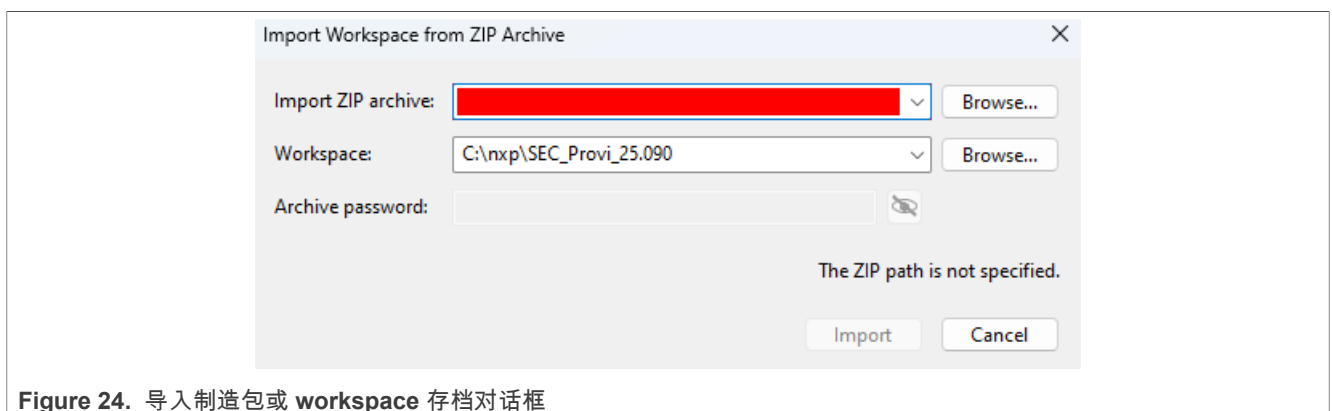 Import Workspace from ZIP Archive
Import ZIP archive:
Browse...
Workspace: C:\nxp\SEC_Provi_25.090 Browse...
Archive password:
The ZIP path is not specified.
Import Cancel
Figure 24. 导入制造包或 workspace 存档对话框